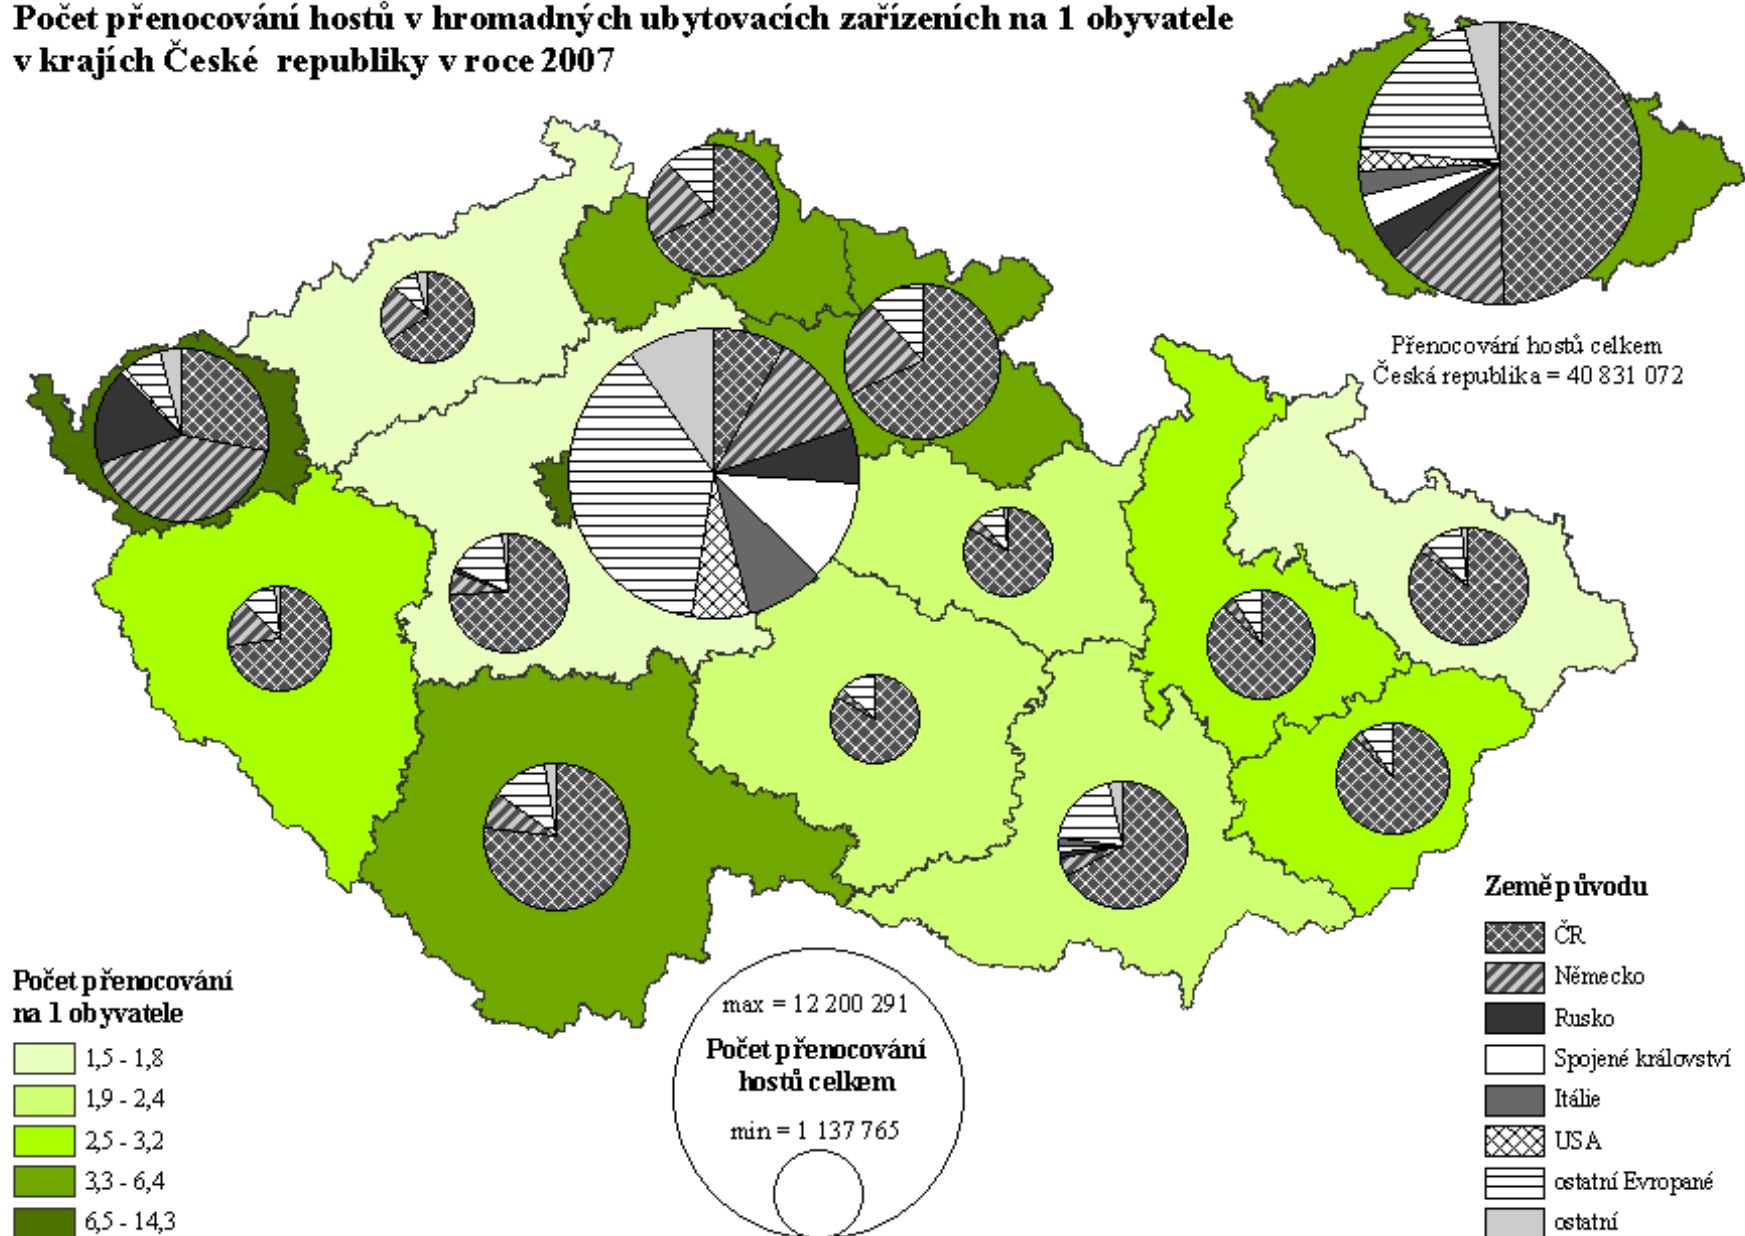 Počet přenocování hostů v hromadných ubytovacích zařízeních na 1 obyvatele
v krajích České republiky v roce 2007
Přenocování hostů celkem
Česká republika = 40 831 072
Počet přenocování
na 1 obyvatele
1,5 - 1,8
1,9 - 2,4
2,5 - 3,2
3,3 - 6,4
6,5 - 14,3
max = 12 200 291
Počet přenocování
hostů celkem
min = 1 137 765
Země původu
ČR
Německo
Rusko
Spojené království
Itálie
USA
ostatní Evropané
ostatní